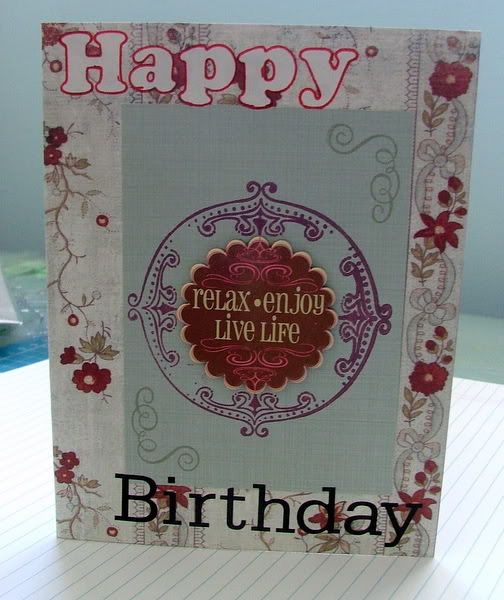 Happy
relax • enjoy
Live Life
Birthday